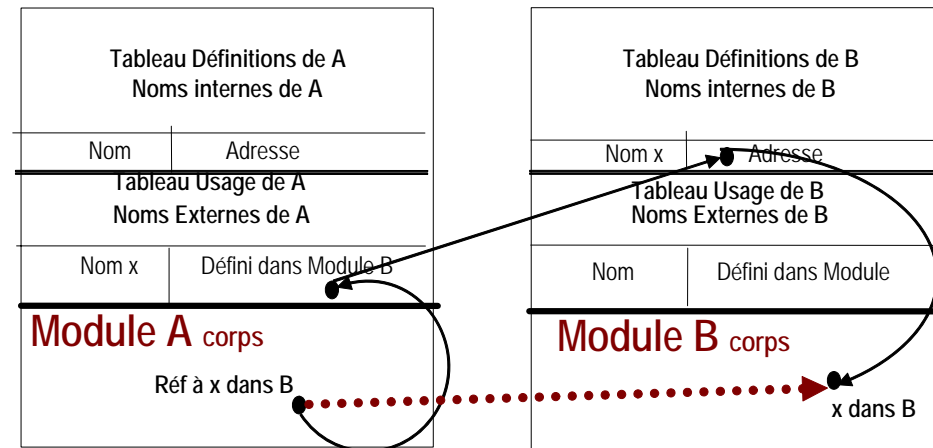 Tableau Définitions de A
Noms internes de A
Nom Adresse
Tableau Usage de A
Noms Externes de A
Nom x Défini dans Module B
Module A corps
Réf à x dans B
Tableau Définitions de B
Noms internes de B
Nom x Adresse
Tableau Usage de B
Noms Externes de B
Nom Défini dans Module
Module B corps
x dans B